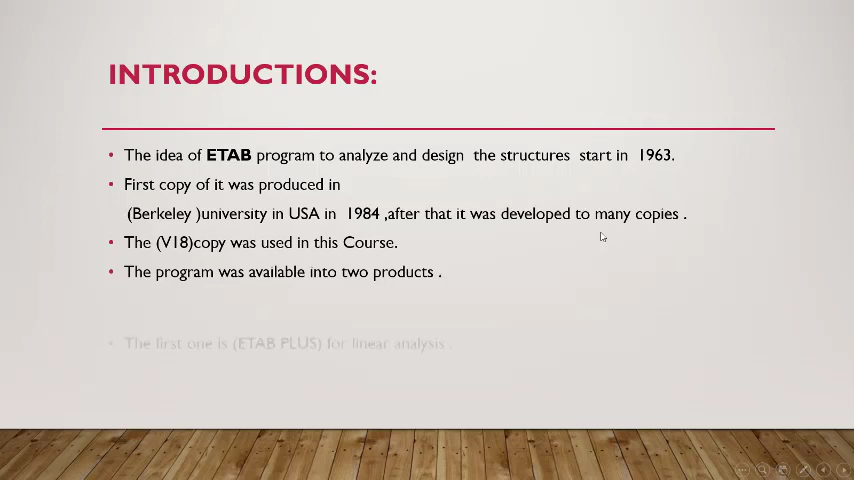 INTRODUCTIONS:
• The idea of ETAB program to analyze and design the structures start in 1963.
• First copy of it was produced in
(Berkeley )university in USA in 1984 ,after that it was developed to many copies .
• The (V18)copy was used in this Course.
• The program was available into two products .
• The first one is (ETAB PLUS) for linear analysis .